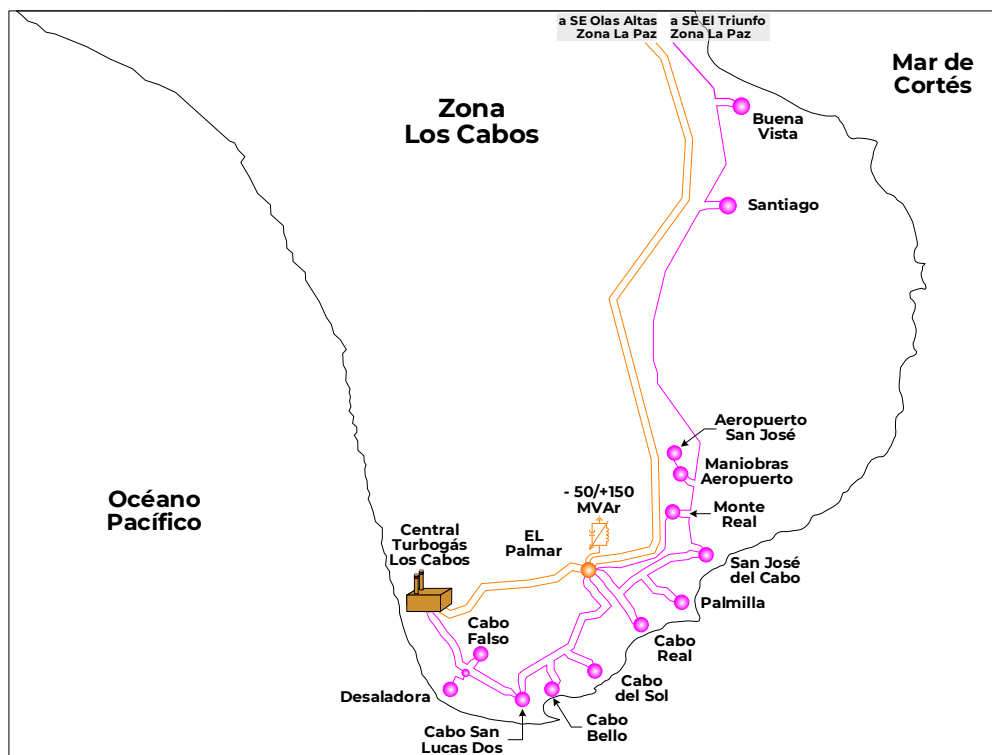 a SE Olas Altas
Zona La Paz
a SE El Triunfo
Zona La Paz
Mar de
Cortés
Zona
Los Cabos
Buena
Vista
Santiago
Aeropuerto
San José
Maniobras
Aeropuerto
Océano
Pacífico
- 50/+150
MVAr
Monte
Real
Central
Turbogás
Los Cabos
EL
Palmar
San José
del Cabo
Palmilla
Cabo
Falso
Cabo
Real
Desaladora
Cabo
del Sol
Cabo San
Lucas Dos
Cabo
Bello